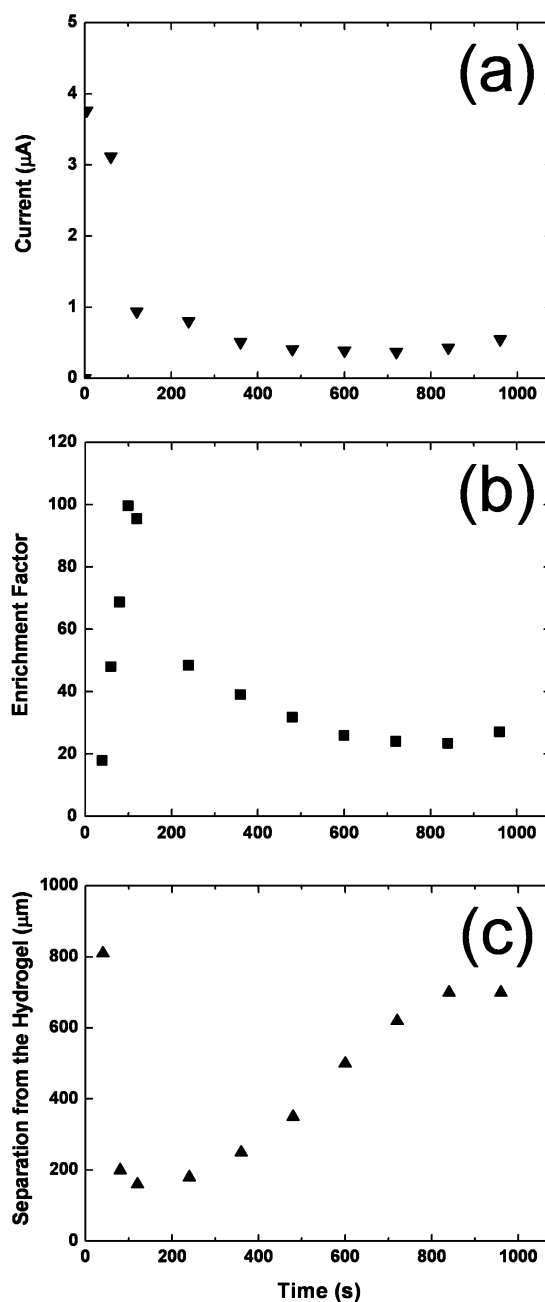 (a)
Current (μA)
5
4
3
2
1
0
0 200 400 600 800 1000
(b)
Enrichment Factor
120
100
80
60
40
20
0
0 200 400 600 800 1000
(c)
Separation from the Hydrogel (μm)
1000
800
600
400
200
0
0 200 400 600 800 1000
Time (s)